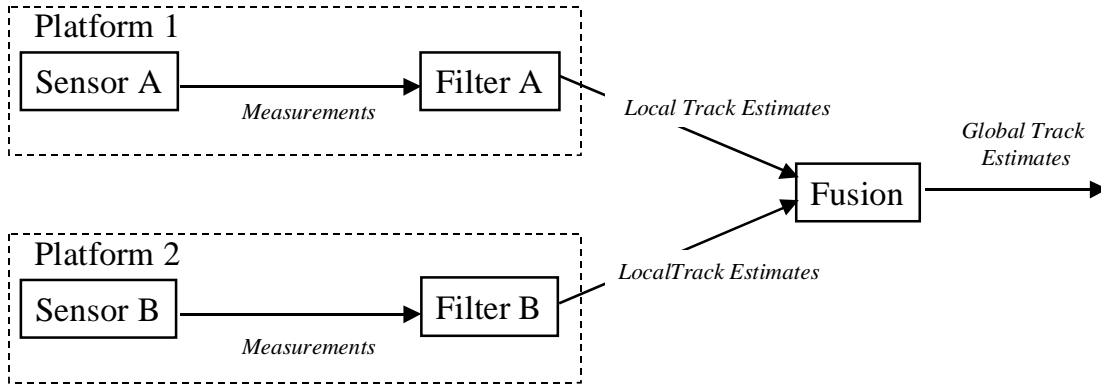 Platform 1
Sensor A
Measurements
Filter A
Local Track Estimates
Global Track
Estimates
Fusion
Platform 2
Sensor B
Measurements
Filter B
LocalTrack Estimates